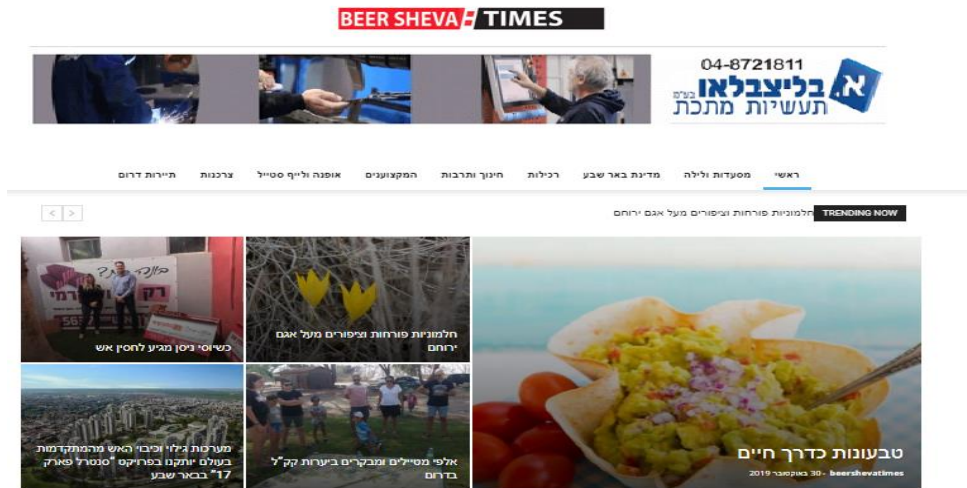 BEER SHEVA TIMES
04-8721811
א. בליצבלאו בע"מ
תעשיות מתכת
ראשי מסעדות ולילה מדינת באר שבע רכילות חינוך ותרבות המקצוענים אופנה ולייף סטייל צרכנות תיירות דרום
TRENDING NOW חלמוניות פורחות וציפורים מעל אגם ירוחם
< >
טבעונות כדרך חיים
beershevatimes - 30 באוקטובר 2019
חלמוניות פורחות וציפורים מעל אגם
ירוחם
כשיוסי ניסן מגיע לחסין אש
אלפי מטיילים ומבקרים ביערות קק"ל
בדרום
מערכות גילוי וכיבוי האש מהמתקדמות
בעולם יותקנו בפרויקט "סנטרל פארק
17" בבאר שבע